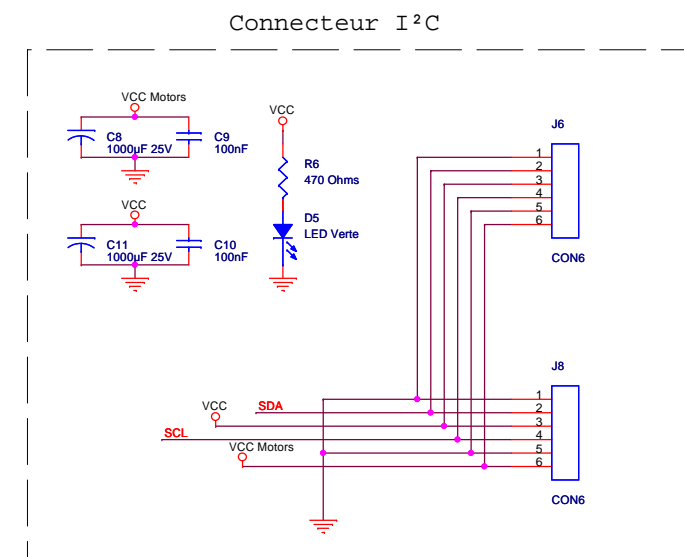 Connecteur I²C
VCC Motors
C8
1000µF 25V
C9
100nF
VCC
R6
470 Ohms
D5
LED Verte
VCC
C11
1000µF 25V
C10
100nF
J6
1
2
3
4
5
6
CON6
J8
1
2
3
4
5
6
CON6
VCC
SDA
SCL
VCC Motors